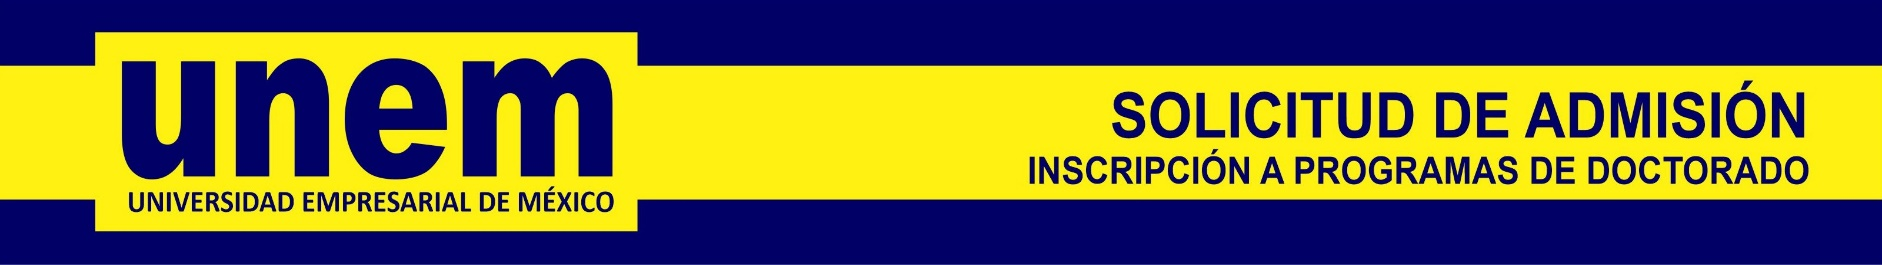 unem
UNIVERSIDAD EMPRESARIAL DE MÉXICO
SOLICITUD DE ADMISIÓN
INSCRIPCIÓN A PROGRAMAS DE DOCTORADO